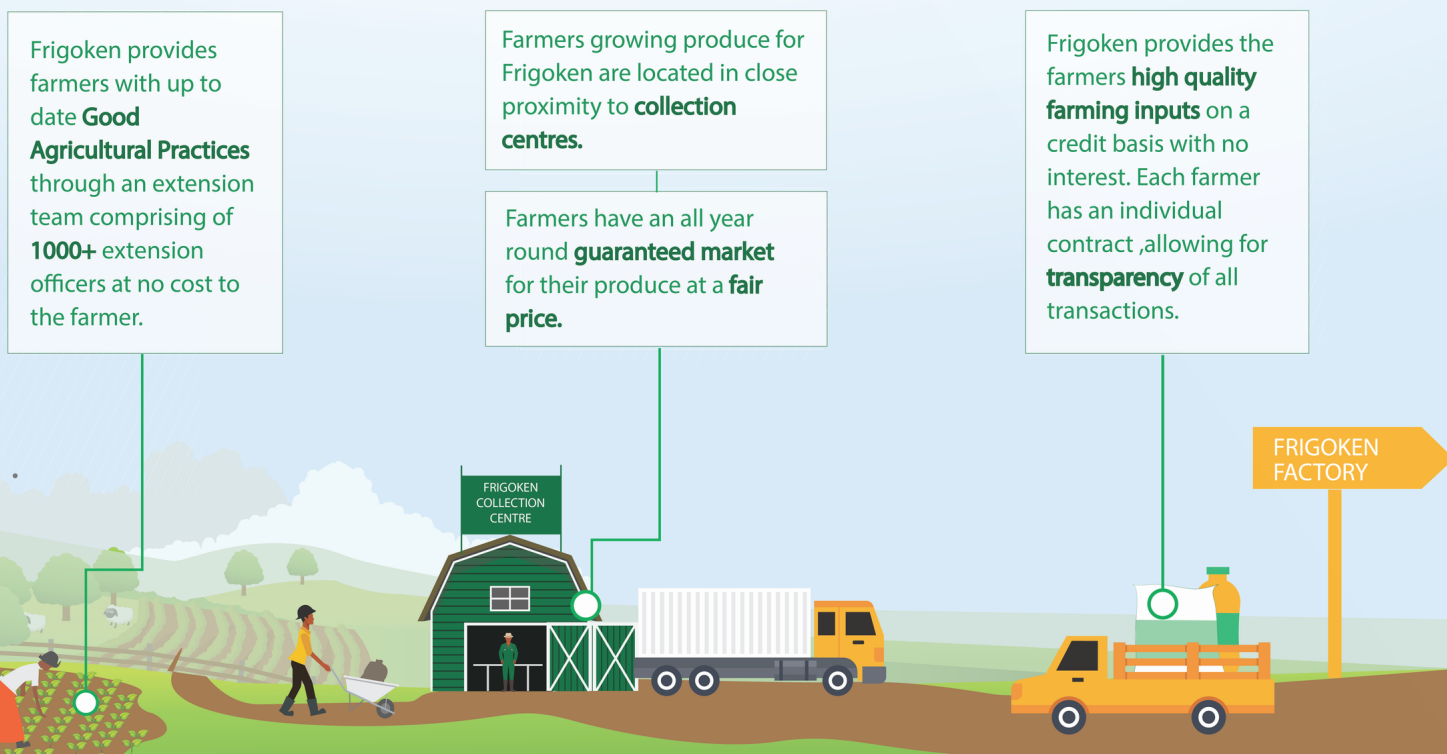 Frigoken provides
farmers with up to
date Good
Agricultural Practices
through an extension
team comprising of
1000+ extension
officers at no cost to
the farmer.
Farmers growing produce for
Frigoken are located in close
proximity to collection
centres.
Farmers have an all year
round guaranteed market
for their produce at a fair
price.
Frigoken provides the
farmers high quality
farming inputs on a
credit basis with no
interest. Each farmer
has an individual
contract ,allowing for
transparency of all
transactions.
FRIGOKEN
COLLECTION
CENTRE
FRIGOKEN
FACTORY